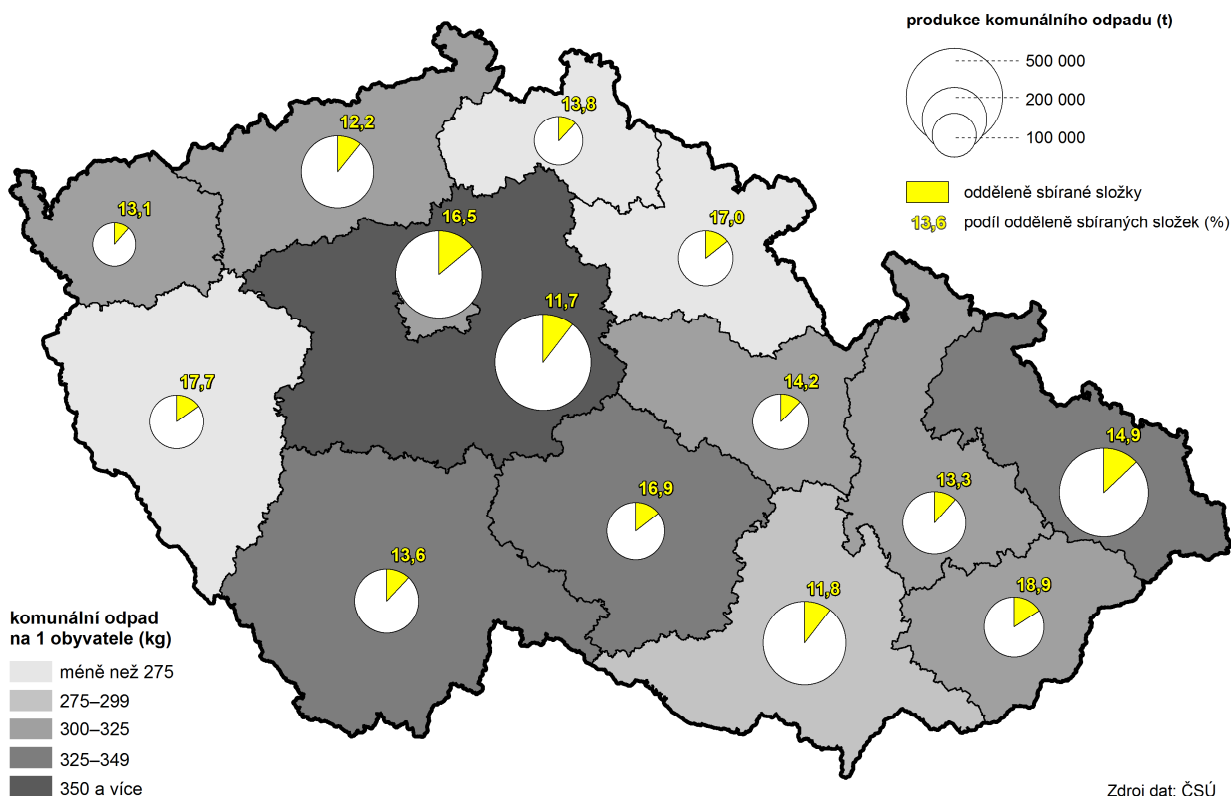 produkce komunálního odpadu (t)
500 000
200 000
100 000
odděleně sbírané složky
13,6 podíl odděleně sbíraných složek (%)
13,8
12,2
13,1
16,5
17,0
11,7
17,7
14,2
14,9
13,3
16,9
13,6
11,8
18,9
komunální odpad
na 1 obyvatele (kg)
méně než 275
275–299
300–325
325–349
350 a více
Zdroj dat: ČSÚ